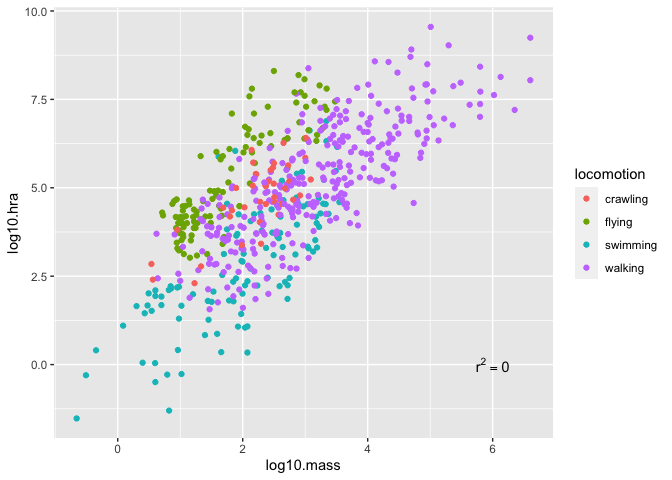 10.0
7.5
5.0
2.5
0.0
log10.hra
r² = 0
0
2
4
6
log10.mass
locomotion
crawling
flying
swimming
walking